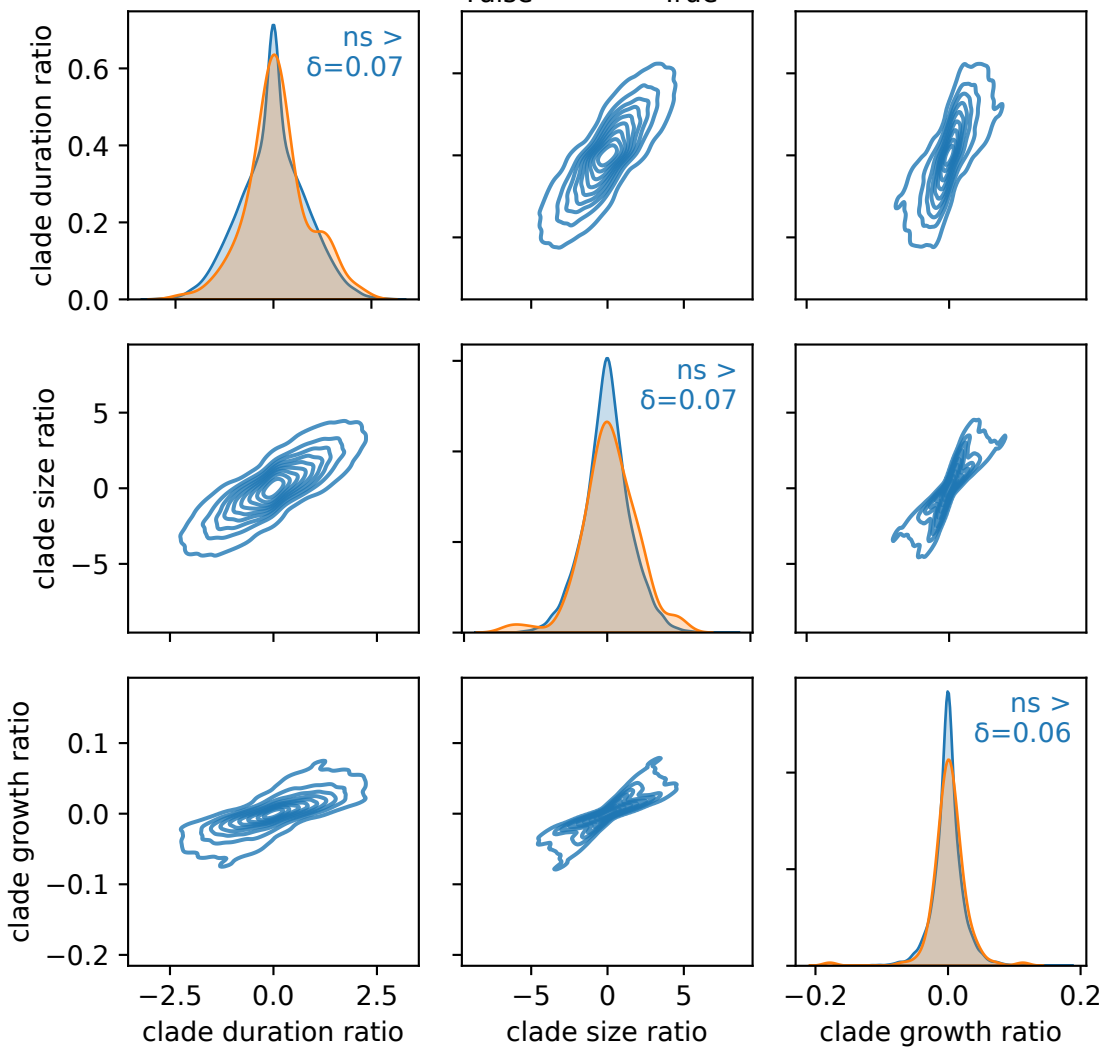 False True
clade duration ratio
0.6
0.4
0.2
0.0
ns >
δ=0.07
clade size ratio
5
0
−5
ns >
δ=0.07
clade growth ratio
0.1
0.0
−0.1
−0.2
ns >
δ=0.06
−2.5 0.0 2.5
−5 0 5
−0.2 0.0 0.2
clade duration ratio
clade size ratio
clade growth ratio